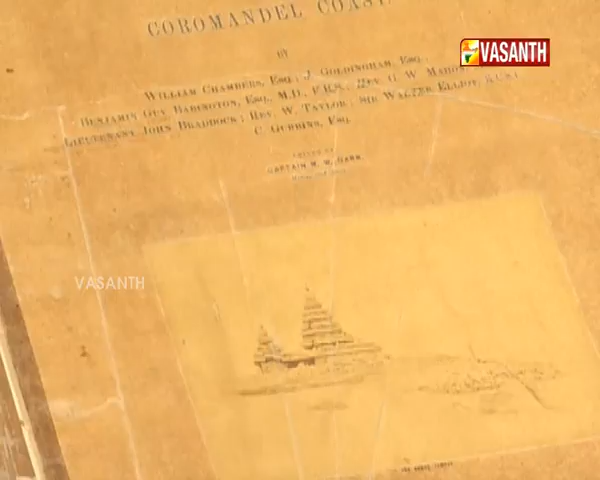 COROMANDEL COAST
BY
VASANTH
WILLIAM CHAMBERS, ESQ.; J. GOLDINGHAM, ESQ.;
BENJAMIN GUY BABINGTON, ESQ., M.D., F.R.S.; REV. G. W. MAHON
LIEUTENANT JOHN BRADDOCK; REV. W. TAYLOR; SIR WALTER ELLIOT, K.C.S.I
C. GUBBINS, ESQ.
EDITED BY
CAPTAIN M. W. CARR,
VASANTH